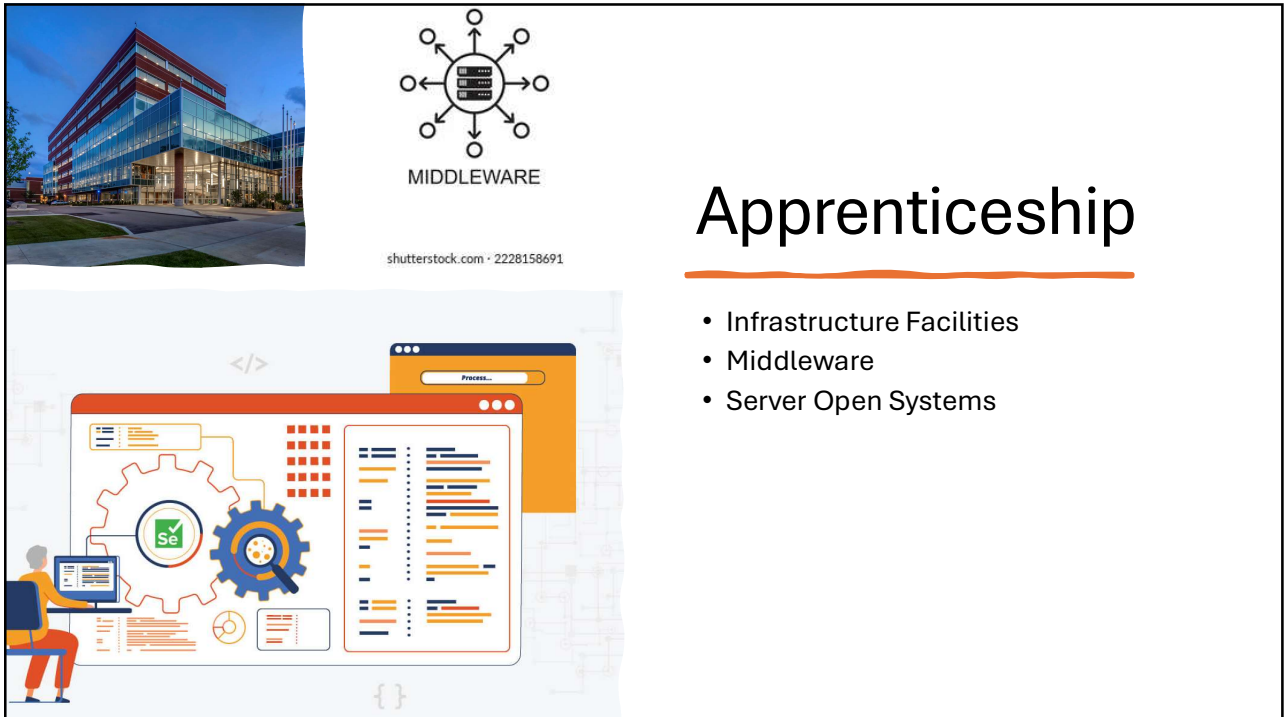 MIDDLEWARE
shutterstock.com · 2228158691
</>
Process...
Se
{ }
Apprenticeship
• Infrastructure Facilities
• Middleware
• Server Open Systems